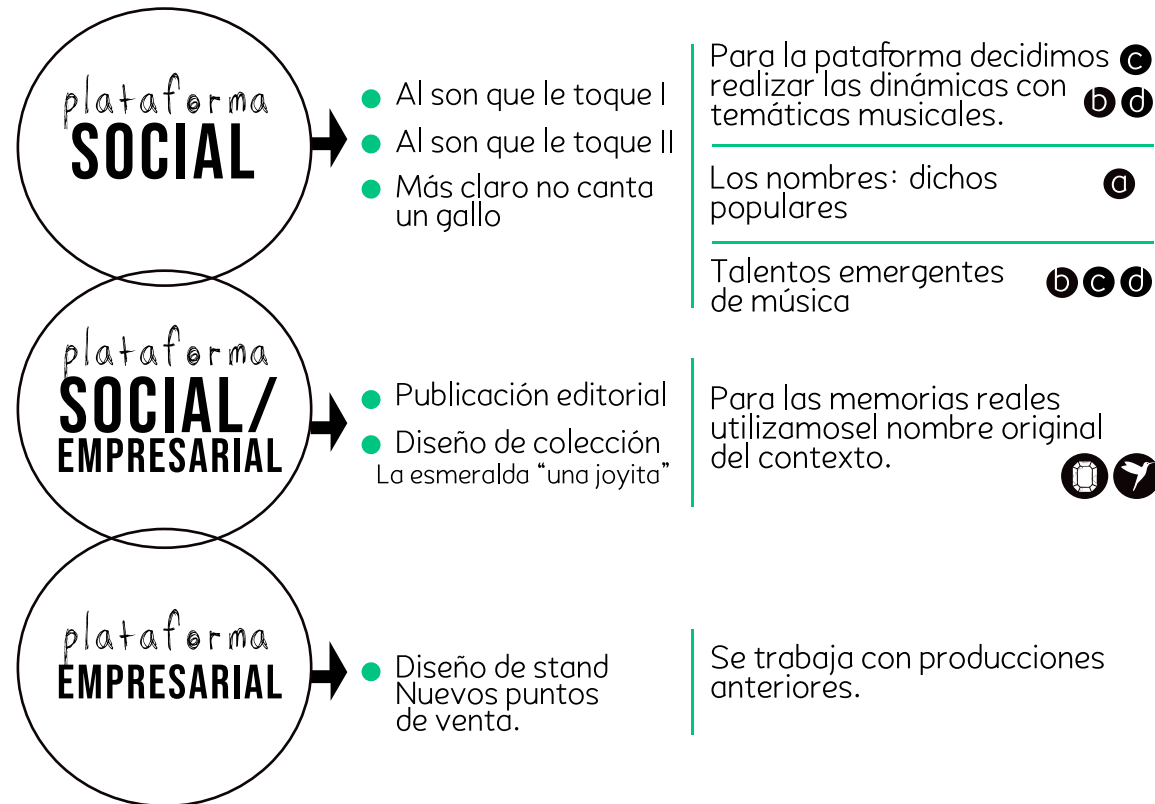 plataforma
SOCIAL
Al son que le toque I
Al son que le toque II
Más claro no canta
un gallo
Para la pataforma decidimos c
realizar las dinámicas con
temáticas musicales. b d
Los nombres: dichos a
populares
Talentos emergentes b c d
de música
plataforma
SOCIAL/
EMPRESARIAL
Publicación editorial
Diseño de colección
La esmeralda “una joyita”
Para las memorias reales
utilizamosel nombre original
del contexto.
plataforma
EMPRESARIAL
Diseño de stand
Nuevos puntos
de venta.
Se trabaja con producciones
anteriores.